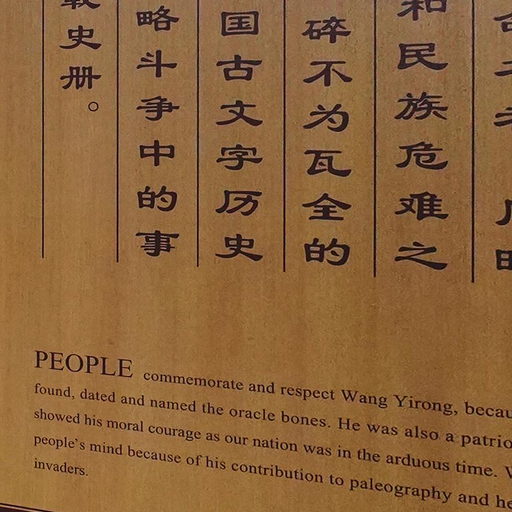 和民族危难之
碎不为瓦全的
国古文字历史
略斗争中的事
史册。
PEOPLE commemorate and respect Wang Yirong, becau
found, dated and named the oracle bones. He was also a patrio
showed his moral courage as our nation was in the arduous time.
people's mind because of his contribution to paleography and he
invaders.